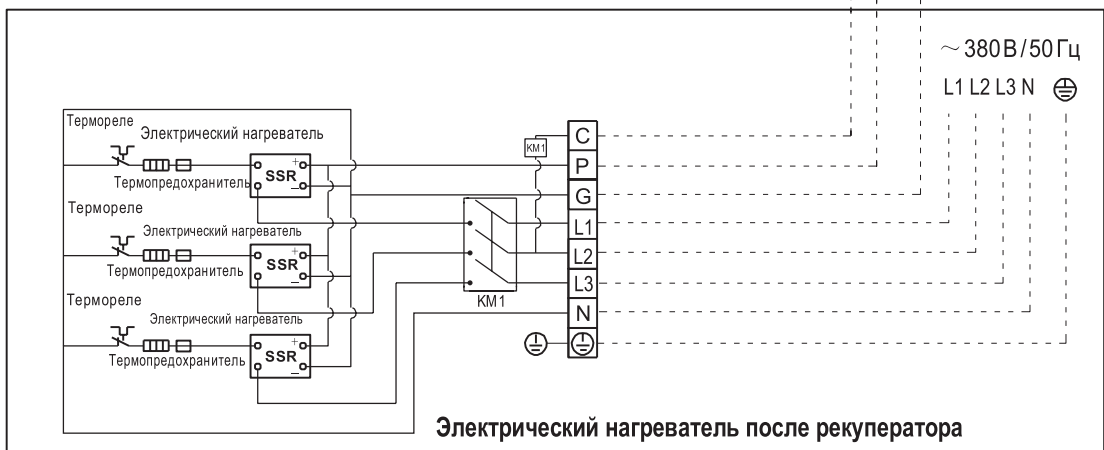 ~ 380В/50Гц
L1 L2 L3 N
Термореле
Электрический нагреватель
SSR
+
−
Термопредохранитель
Термореле
Электрический нагреватель
SSR
+
−
Термопредохранитель
Термореле
Электрический нагреватель
SSR
+
−
Термопредохранитель
KM1
KM1
C
P
G
L1
L2
L3
N
Электрический нагреватель после рекуператора